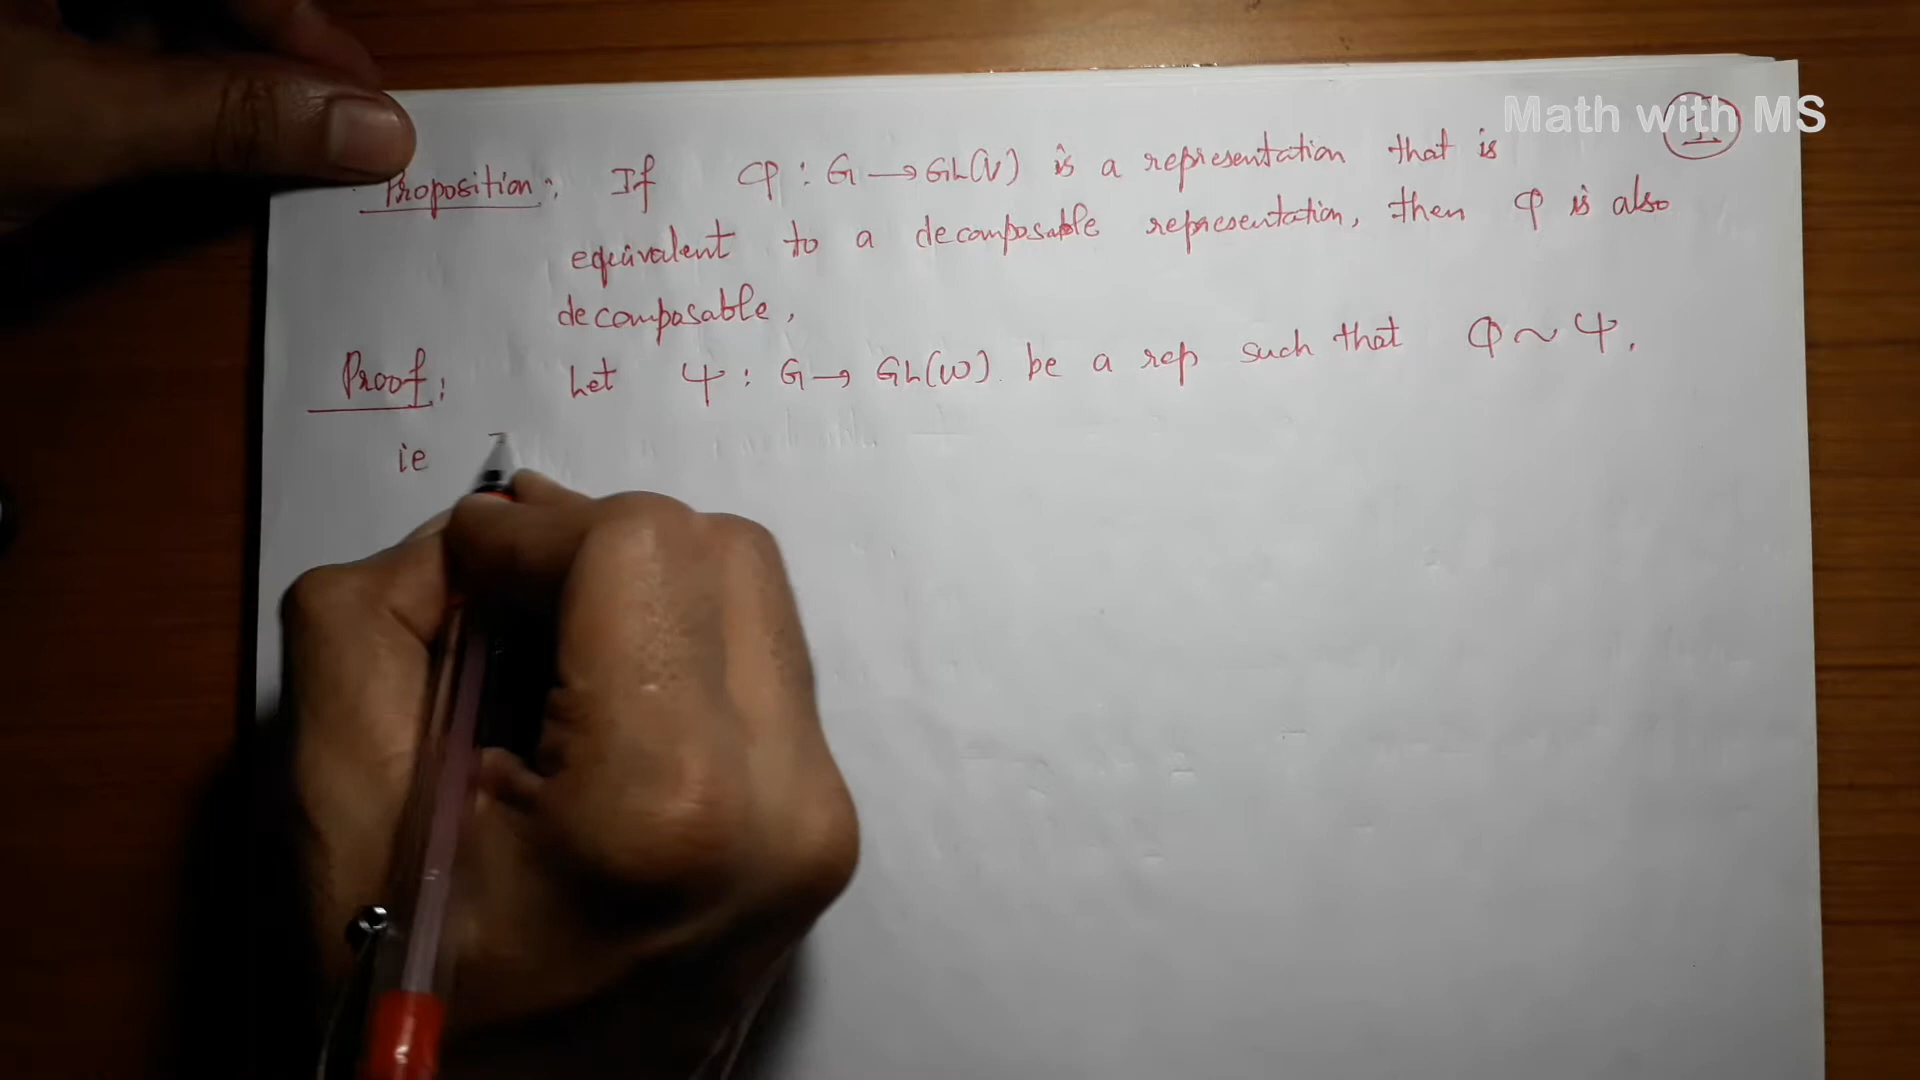 Math with MS
1
Proposition: If φ : G → GL(V) is a representation that is
equivalent to a decomposable representation, then φ is also
decomposable.
Proof: Let ψ : G → GL(W) be a rep such that φ ~ ψ.
ie